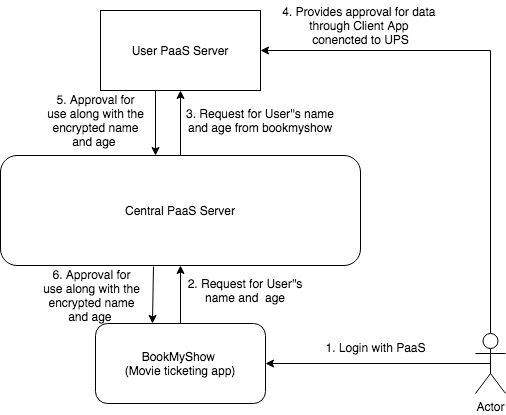 4. Provides approval for data
through Client App
conencted to UPS
User PaaS Server
5. Approval for
use along with the
encrypted name
and age
3. Request for User"s name
and age from bookmyshow
Central PaaS Server
6. Approval for
use along with the
encrypted name
and age
2. Request for User"s
name and age
BookMyShow
(Movie ticketing app)
1. Login with PaaS
Actor